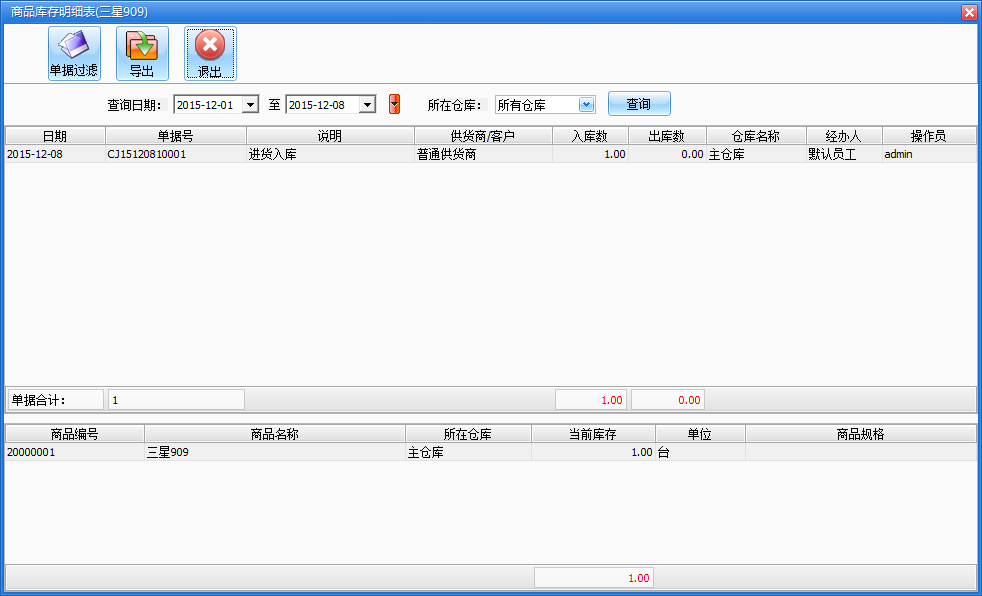 商品库存明细表(三星909)
单据过滤 导出 退出
查询日期： 2015-12-01 至 2015-12-08 所在仓库： 所有仓库 查询
日期 单据号 说明 供货商/客户 入库数 出库数 仓库名称 经办人 操作员
2015-12-08 CJ15120810001 进货入库 普通供货商 1.00 0.00 主仓库 默认员工 admin
单据合计： 1 1.00 0.00
商品编号 商品名称 所在仓库 当前库存 单位 商品规格
20000001 三星909 主仓库 1.00 台
1.00